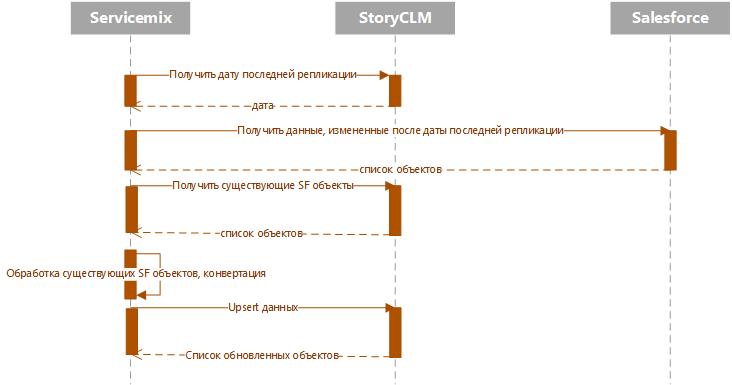 Servicemix
StoryCLM
Salesforce
Получить дату последней репликации
дата
Получить данные, измененные после даты последней репликации
список объектов
Получить существующие SF объекты
список объектов
Обработка существующих SF объектов, конвертация
Upsert данных
Список обновленных объектов